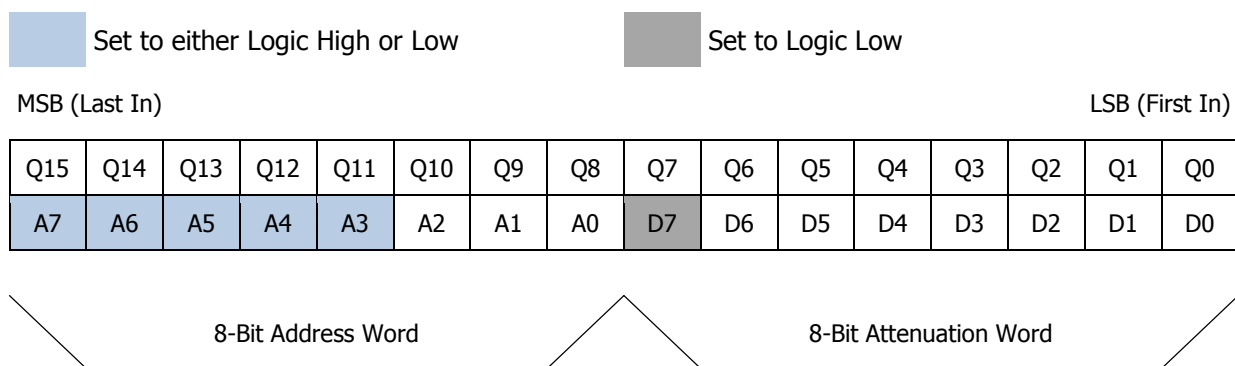 Set to either Logic High or Low Set to Logic Low
MSB (Last In) LSB (First In)
Q15 Q14 Q13 Q12 Q11 Q10 Q9 Q8 Q7 Q6 Q5 Q4 Q3 Q2 Q1 Q0
A7 A6 A5 A4 A3 A2 A1 A0 D7 D6 D5 D4 D3 D2 D1 D0
8-Bit Address Word 8-Bit Attenuation Word